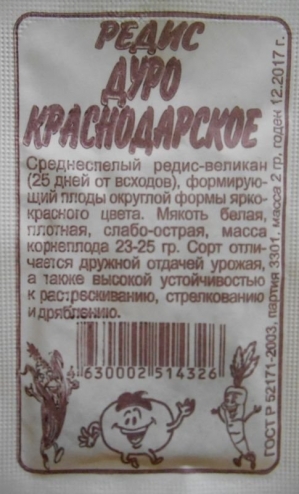 РЕДИС
ДУРО
КРАСНОДАРСКОЕ
Среднеспелый редис-великан
(25 дней от всходов), формирую-
щий плоды округлой формы ярко-
красного цвета. Мякоть белая,
плотная, слабо-острая, масса
корнеплода 23-25 гр. Сорт отли-
чается дружной отдачей урожая,
а также высокой устойчивостью
к растрескиванию, стрелкованию
и дряблению.
4 630002 514326
ГОСТ Р 52171-2003, партия 3301, масса 2 гр, годен 12.2017 г.